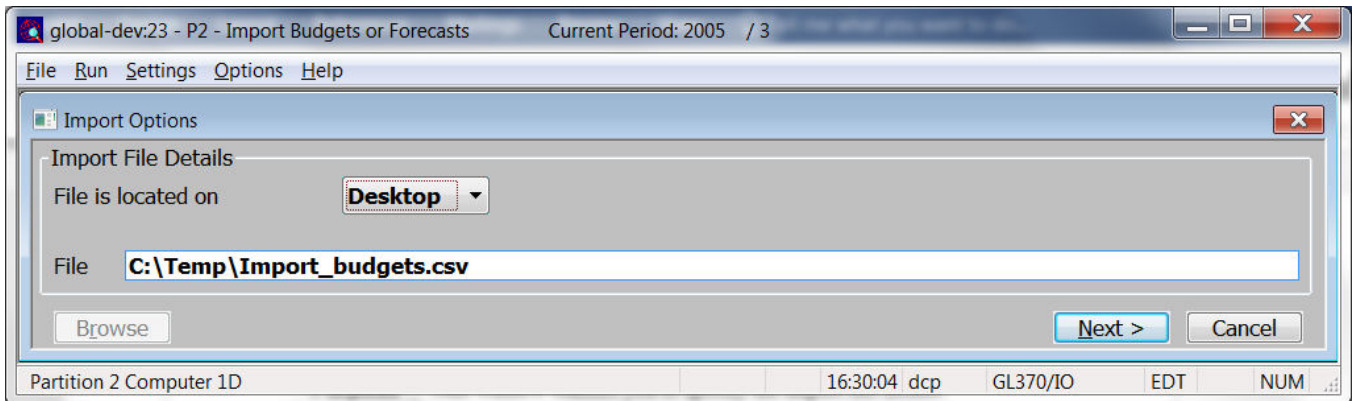 global-dev:23 - P2 - Import Budgets or Forecasts Current Period: 2005 / 3
File Run Settings Options Help
Import Options
Import File Details
File is located on Desktop
File C:\Temp\Import_budgets.csv
Browse Next > Cancel
Partition 2 Computer 1D 16:30:04 dcp GL370/IO EDT NUM